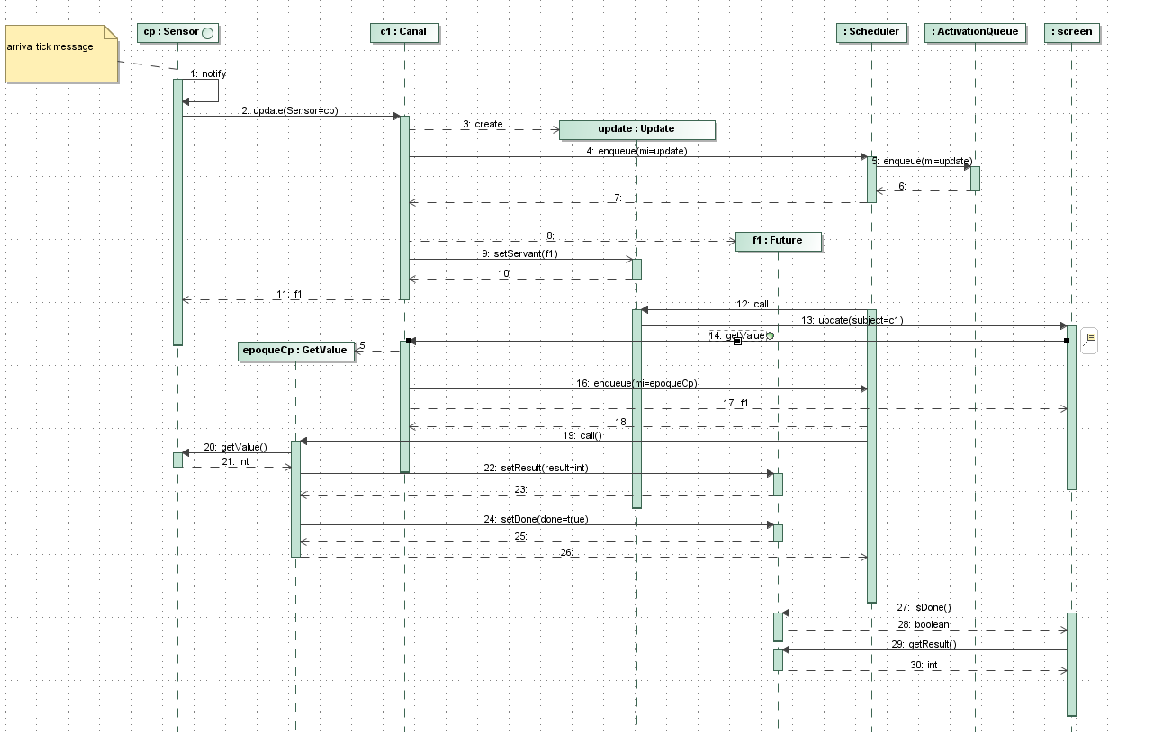 cp : Sensor
c1 : Canal
: Scheduler
: ActivationQueue
: screen
arrival tick message
1: notify
2: update(Sensor=cp)
3: create
update : Update
4: enqueue(mi=update)
5: enqueue(mi=update)
6:
7:
8:
f1 : Future
9: setServant(f1)
10:
11: f1
12: call
13: update(subject=c1)
14: getValue()
epoqueCp : GetValue
15
16: enqueue(mi=epoqueCp)
17: f1
18
19: call()
20: getValue()
21: int
22: setResult(result=int)
23:
24: setDone(done=true)
25:
26:
27: isDone()
28: boolean
29: getResult()
30: int